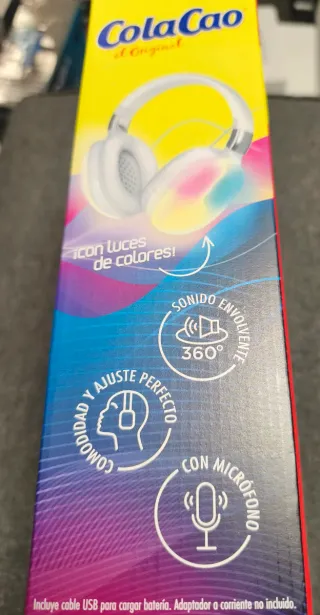 ColaCao
el Original
¡con luces
de colores!
SONIDO ENVOLVENTE
360°
COMODIDAD Y AJUSTE PERFECTO
CON MICRÓFONO
Incluye cable USB para cargar batería. Adaptador a corriente no incluido.